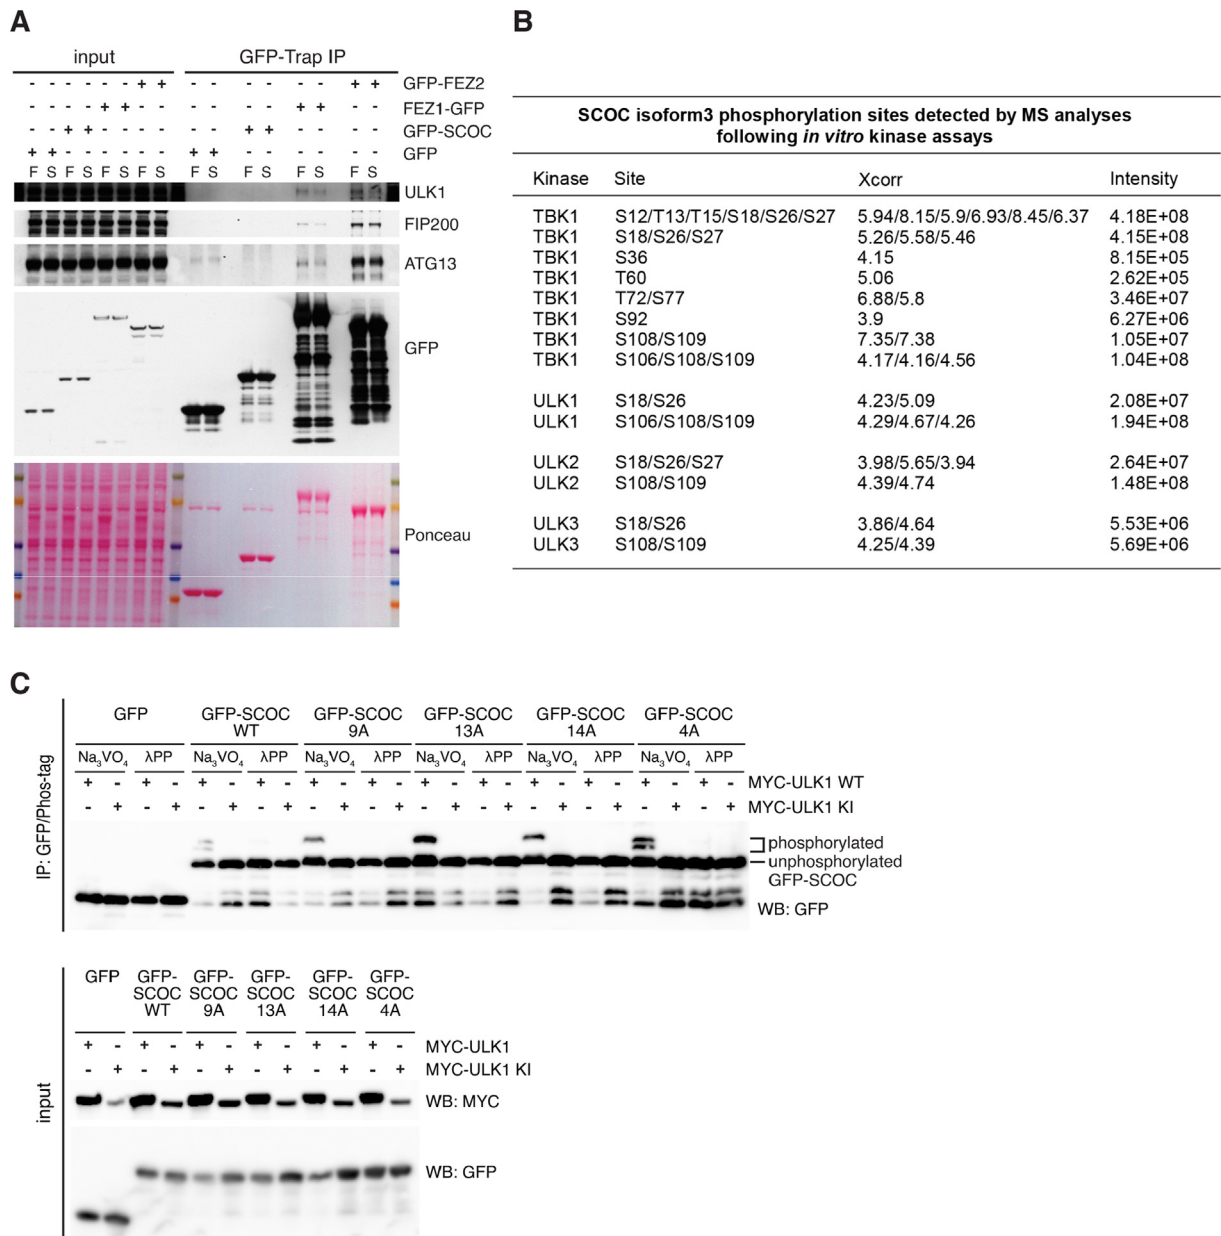 A
input GFP-Trap IP
- - - - - - + + - - - - - - + + GFP-FEZ2
- - - - + + - - - - - - + + - - FEZ1-GFP
- - + + - - - - - - + + - - - - GFP-SCOC
+ + - - - - - - + + - - - - - - GFP
F S F S F S F S F S F S F S F S
ULK1
FIP200
ATG13
GFP
Ponceau
B
SCOC isoform3 phosphorylation sites detected by MS analyses
following in vitro kinase assays
Kinase Site Xcorr Intensity
TBK1 S12/T13/T15/S18/S26/S27 5.94/8.15/5.9/6.93/8.45/6.37 4.18E+08
TBK1 S18/S26/S27 5.26/5.58/5.46 4.15E+08
TBK1 S36 4.15 8.15E+05
TBK1 T60 5.06 2.62E+05
TBK1 T72/S77 6.88/5.8 3.46E+07
TBK1 S92 3.9 6.27E+06
TBK1 S108/S109 7.35/7.38 1.05E+07
TBK1 S106/S108/S109 4.17/4.16/4.56 1.04E+08
ULK1 S18/S26 4.23/5.09 2.08E+07
ULK1 S106/S108/S109 4.29/4.67/4.26 1.94E+08
ULK2 S18/S26/S27 3.98/5.65/3.94 2.64E+07
ULK2 S108/S109 4.39/4.74 1.48E+08
ULK3 S18/S26 3.86/4.64 5.53E+06
ULK3 S108/S109 4.25/4.39 5.69E+06
C
IP: GFP/Phos-tag
GFP GFP-SCOC GFP-SCOC GFP-SCOC GFP-SCOC GFP-SCOC
WT 9A 13A 14A 4A
Na₃VO₄ λPP Na₃VO₄ λPP Na₃VO₄ λPP Na₃VO₄ λPP Na₃VO₄ λPP Na₃VO₄ λPP
+ - + - + - + - + - + - + - + - + - + - + - + - MYC-ULK1 WT
- + - + - + - + - + - + - + - + - + - + - + - + MYC-ULK1 KI
phosphorylated
unphosphorylated
GFP-SCOC
WB: GFP
input
GFP GFP- GFP- GFP- GFP- GFP-
SCOC SCOC SCOC SCOC SCOC
WT 9A 13A 14A 4A
+ - + - + - + - + - + - MYC-ULK1
- + - + - + - + - + - + MYC-ULK1 KI
WB: MYC
WB: GFP